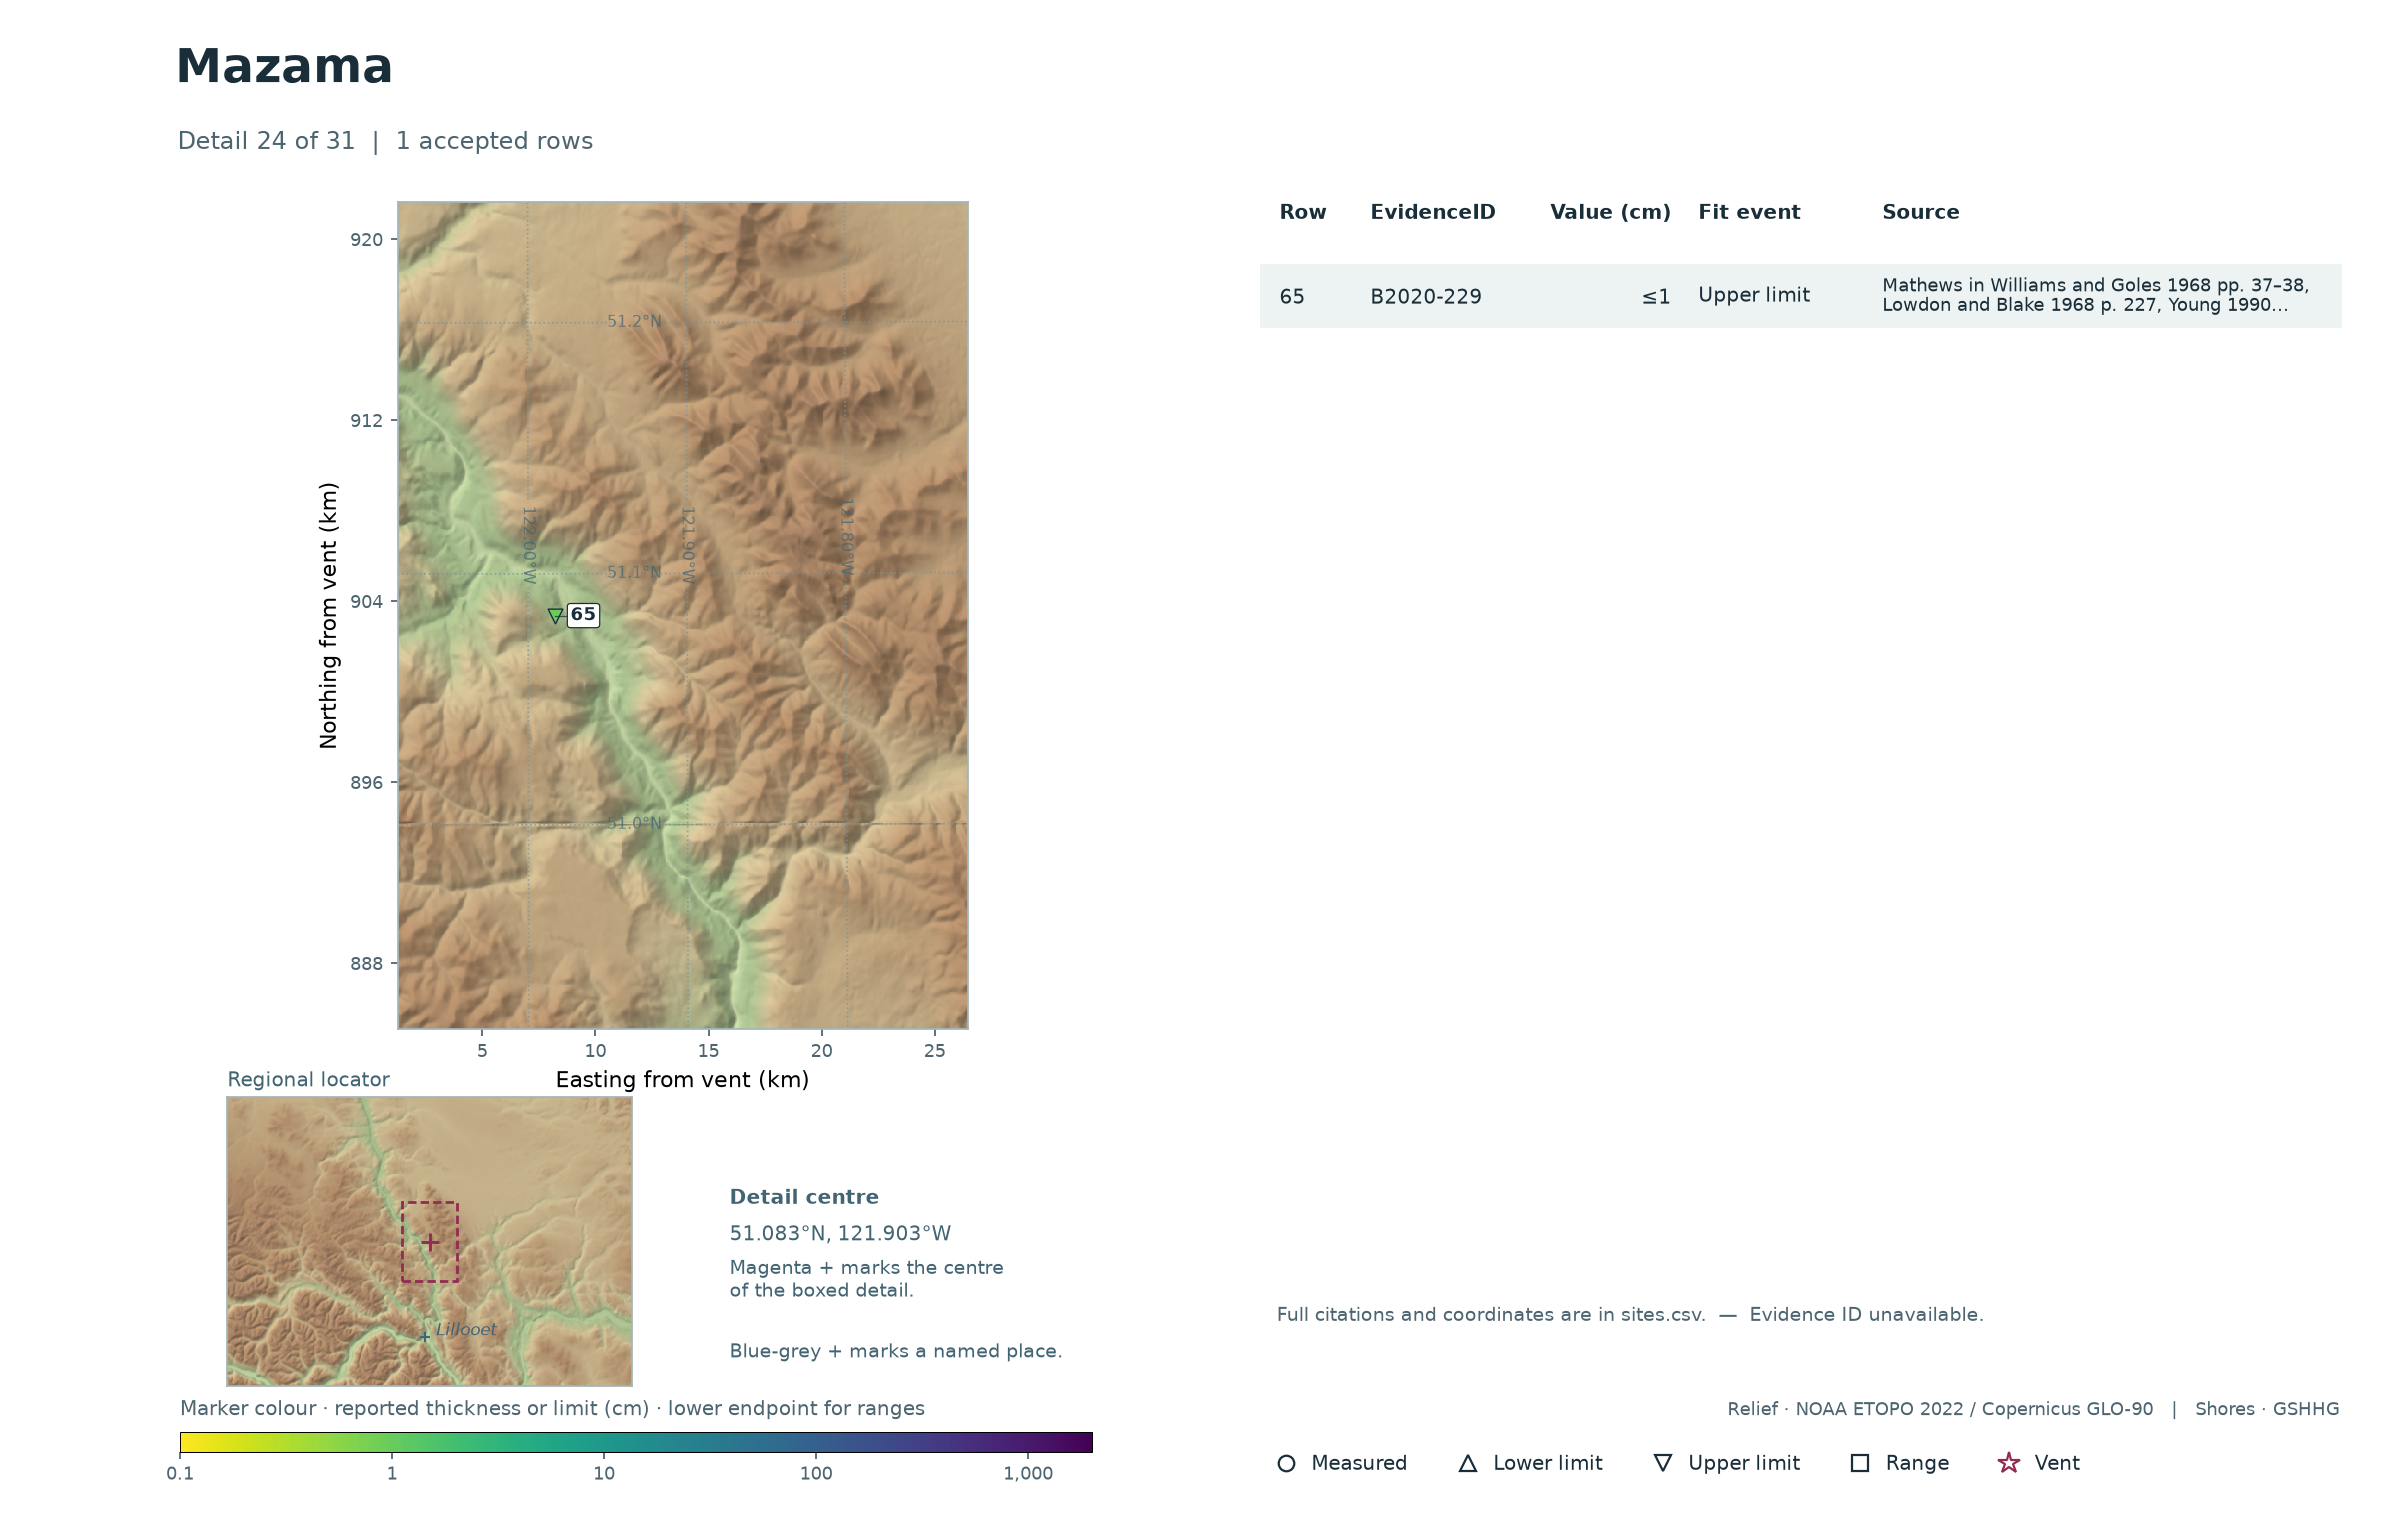 Mazama
Detail 24 of 31 | 1 accepted rows
920
912
904
896
888
Northing from vent (km)
51.2°N
51.1°N
51.0°N
122.00°W
121.90°W
121.80°W
65
5
10
15
20
25
Easting from vent (km)
Row EvidenceID Value (cm) Fit event Source
65 B2020-229 ≤1 Upper limit Mathews in Williams and Goles 1968 pp. 37–38,
Lowdon and Blake 1968 p. 227, Young 1990…
Regional locator
Lillooet
Detail centre
51.083°N, 121.903°W
Magenta + marks the centre
of the boxed detail.
Blue-grey + marks a named place.
Full citations and coordinates are in sites.csv. — Evidence ID unavailable.
Marker colour · reported thickness or limit (cm) · lower endpoint for ranges
0.1 1 10 100 1,000
Relief · NOAA ETOPO 2022 / Copernicus GLO-90 | Shores · GSHHG
Measured Lower limit Upper limit Range Vent